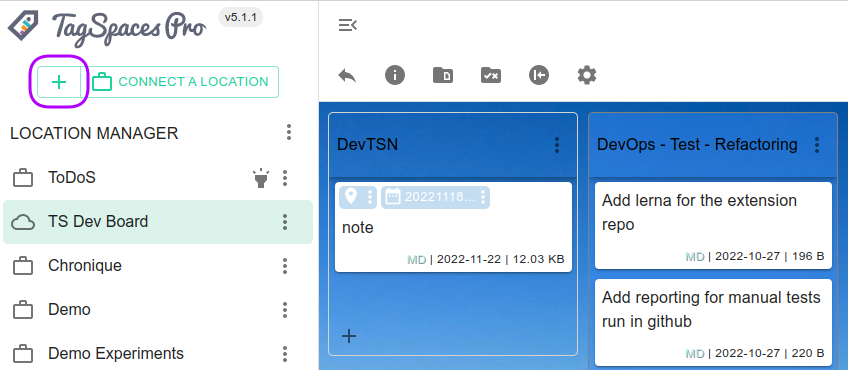 TagSpaces Pro
v5.1.1
CONNECT A LOCATION
LOCATION MANAGER
ToDoS
TS Dev Board
Chronique
Demo
Demo Experiments
DevTSN
20221118...
note
MD | 2022-11-22 | 12.03 KB
DevOps - Test - Refactoring
Add lerna for the extension
repo
MD | 2022-10-27 | 196 B
Add reporting for manual tests
run in github
MD | 2022-10-27 | 220 B